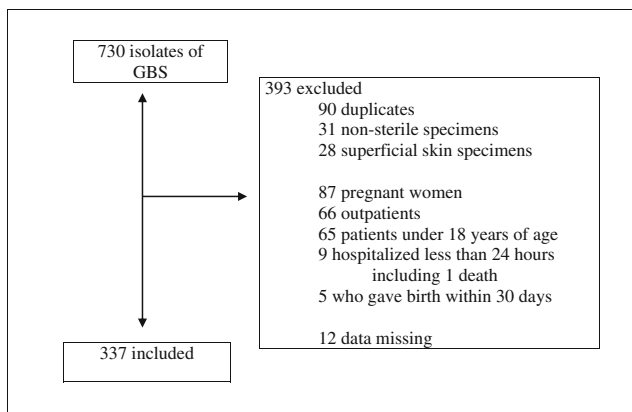 730 isolates of
GBS
393 excluded
90 duplicates
31 non-sterile specimens
28 superficial skin specimens
87 pregnant women
66 outpatients
65 patients under 18 years of age
9 hospitalized less than 24 hours
including 1 death
5 who gave birth within 30 days
12 data missing
337 included